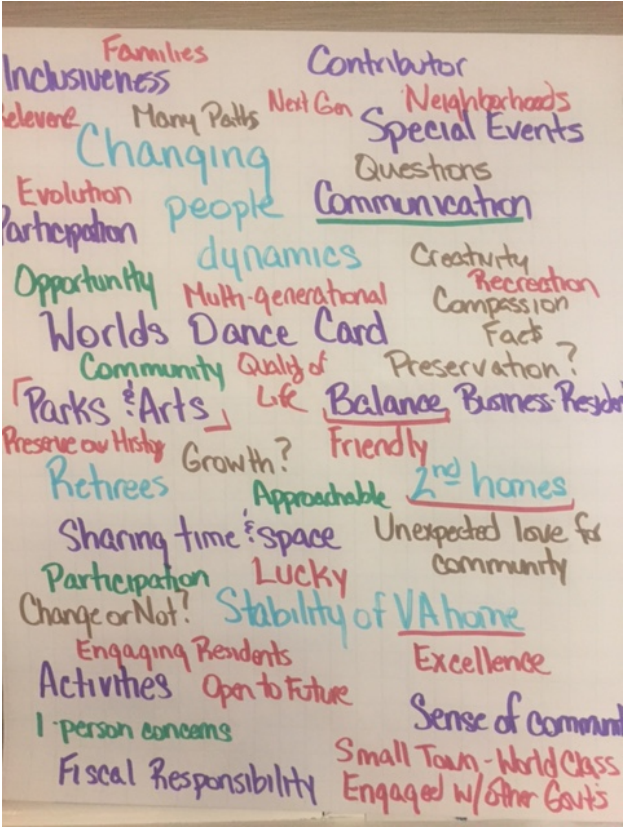 Families
Contributor
Inclusiveness
Many Paths
Next Gen
Neighborhoods
Special Events
Changing
Questions
Evolution
people
Communication
Participation
dynamics
Creativity
Opportunity
Multi-generational
Recreation
Compassion
Worlds Dance Card
Facts
Community
Quality of
Life
Preservation?
Parks & Arts
Balance
Business-
Preserve our History
Growth?
Friendly
Retirees
Approachable
2nd homes
Sharing time & space
Unexpected love for
community
Participation
Lucky
Change or Not?
Stability of VA home
Engaging Residents
Excellence
Activities
Open to Future
Sense of
1-person concerns
Small Town - World Class
Fiscal Responsibility
Engaged w/ other Gov'ts